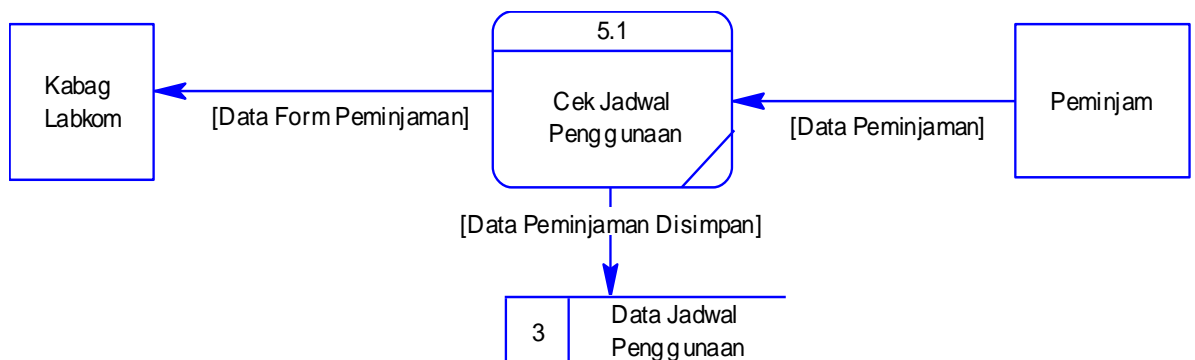 5.1
Kabag
Labkom
[Data Form Peminjaman]
Cek Jadwal
Penggunaan
[Data Peminjaman]
Peminjam
[Data Peminjaman Disimpan]
3
Data Jadwal
Penggunaan